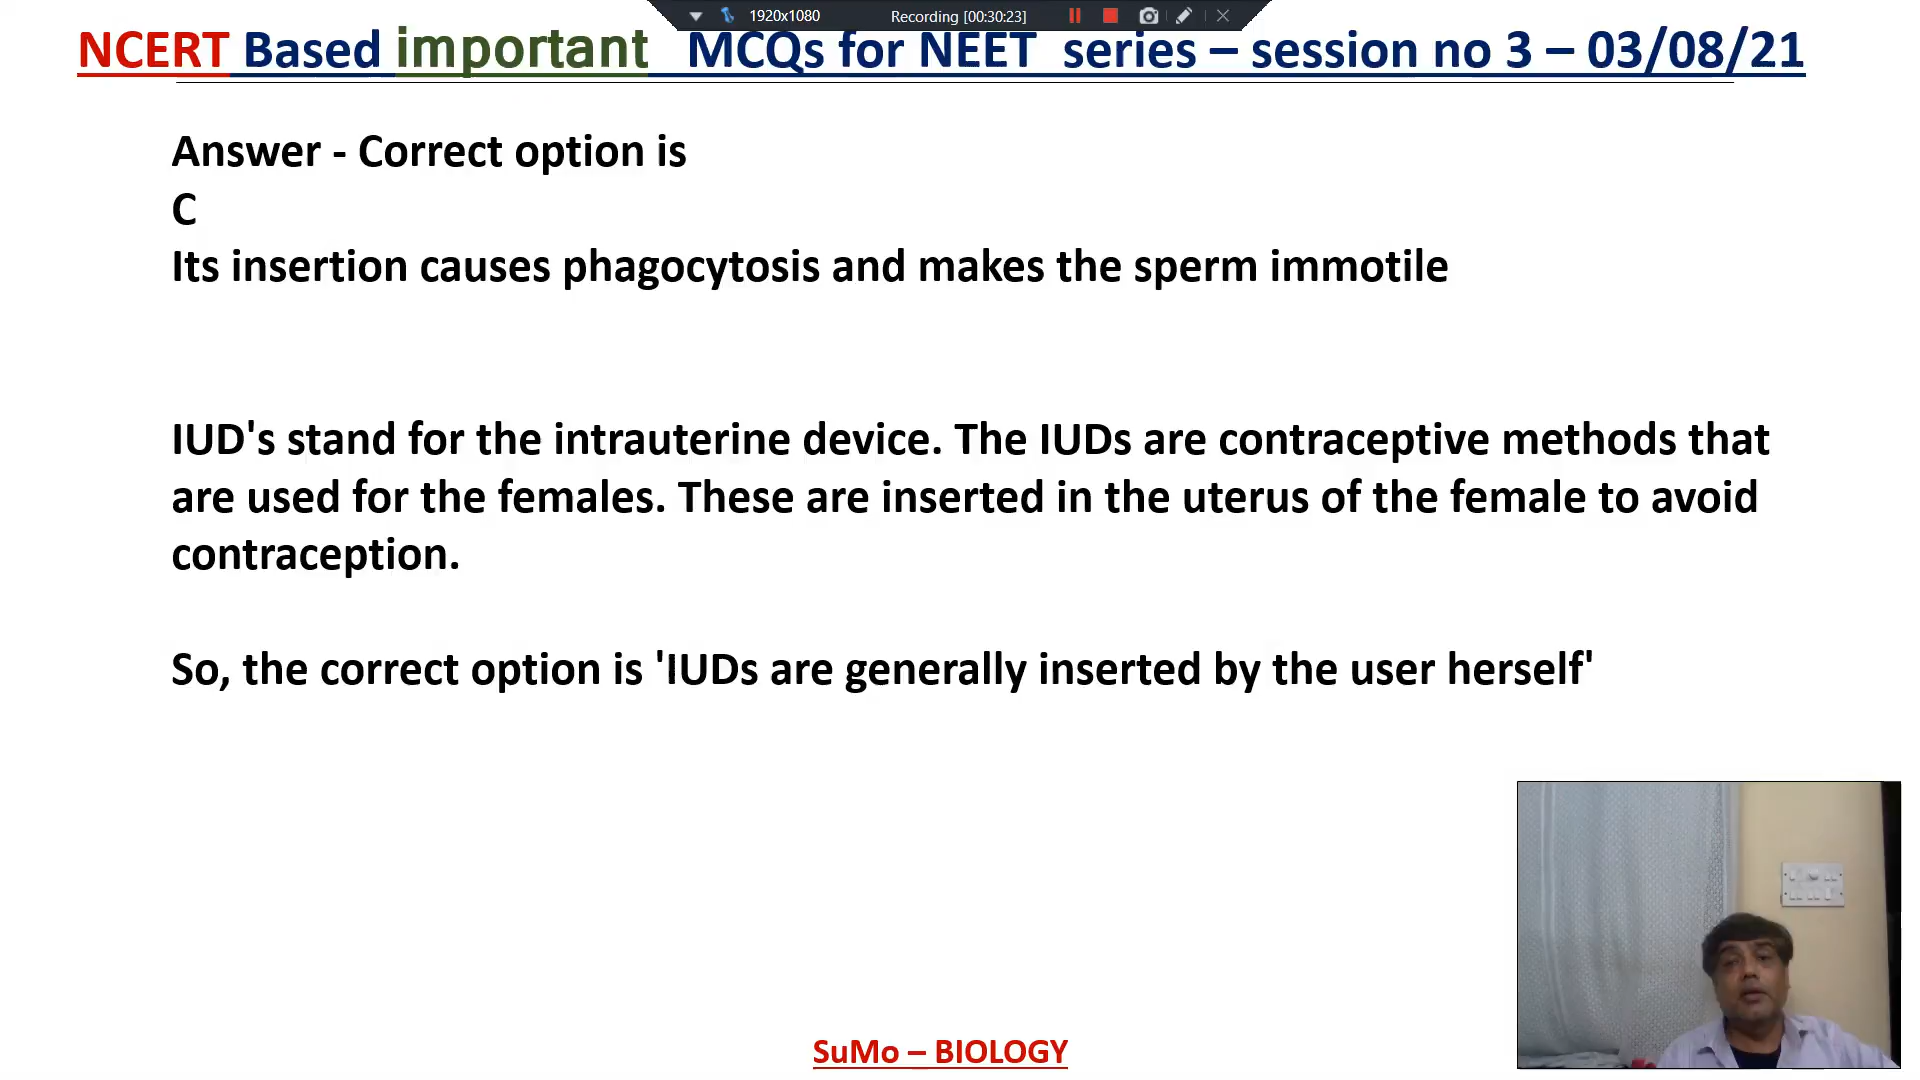 1920x1080 Recording [00:30:23]
NCERT Based important MCQs for NEET series – session no 3 – 03/08/21
Answer - Correct option is
C
Its insertion causes phagocytosis and makes the sperm immotile
IUD's stand for the intrauterine device. The IUDs are contraceptive methods that
are used for the females. These are inserted in the uterus of the female to avoid
contraception.
So, the correct option is 'IUDs are generally inserted by the user herself'
SuMo – BIOLOGY